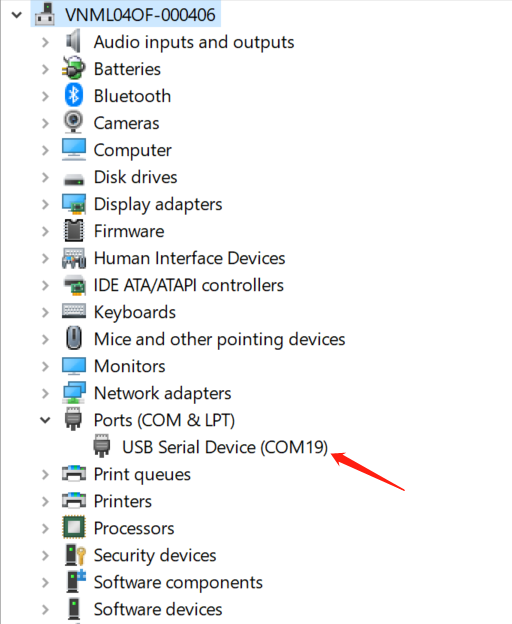 VNML04OF-000406
Audio inputs and outputs
Batteries
Bluetooth
Cameras
Computer
Disk drives
Display adapters
Firmware
Human Interface Devices
IDE ATA/ATAPI controllers
Keyboards
Mice and other pointing devices
Monitors
Network adapters
Ports (COM & LPT)
USB Serial Device (COM19)
Print queues
Printers
Processors
Security devices
Software components
Software devices